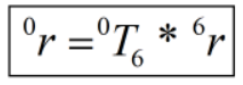 ⁰r = ⁰T₆ * ⁶r